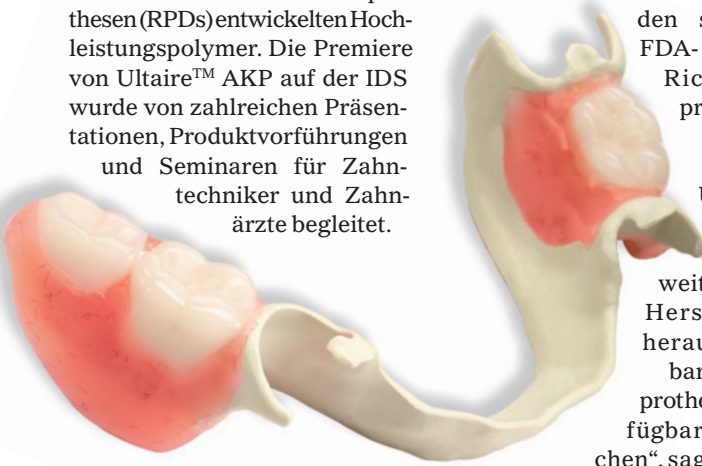 thesen (RPDs) entwickelten Hoch-
leistungspolymer. Die Premiere
von Ultaire™ AKP auf der IDS
wurde von zahlreichen Präsen-
tationen, Produktvorführungen
und Seminaren für Zahn-
techniker und Zahn-
ärzte begleitet.
den
FDA-
weit
Hers
herau
bar
prothe
fügbar
chen“, sag